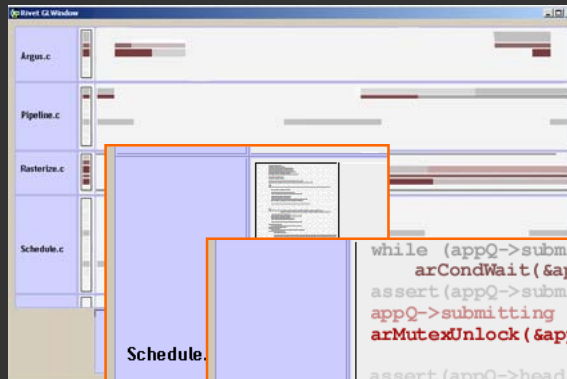 Rivet GLWindow
Argus.c
Pipeline.c
Rasterize.c
Schedule.c
Schedule.
while (appQ->subm
arCondWait(&ap
assert(appQ->subm
appQ->submitting
arMutexUnlock(&app
assert(appQ->head